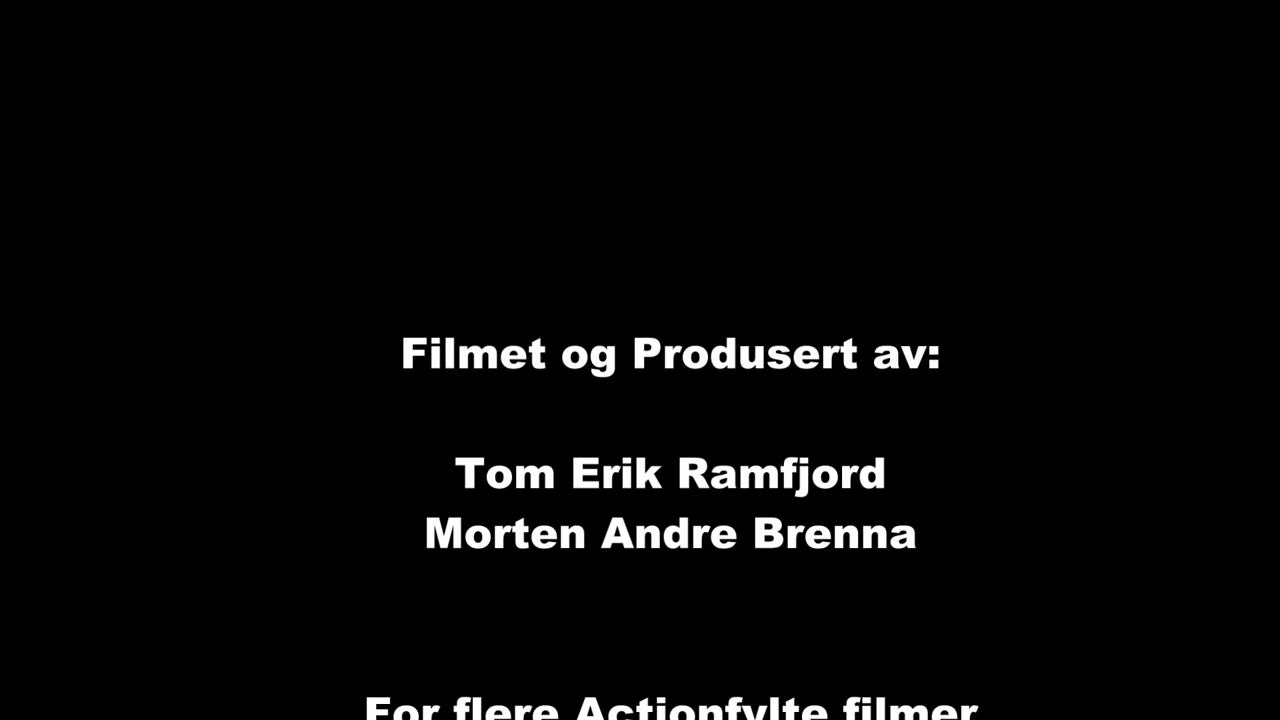 Filmet og Produsert av:
Tom Erik Ramfjord
Morten Andre Brenna
For flere Actionfylte filmer